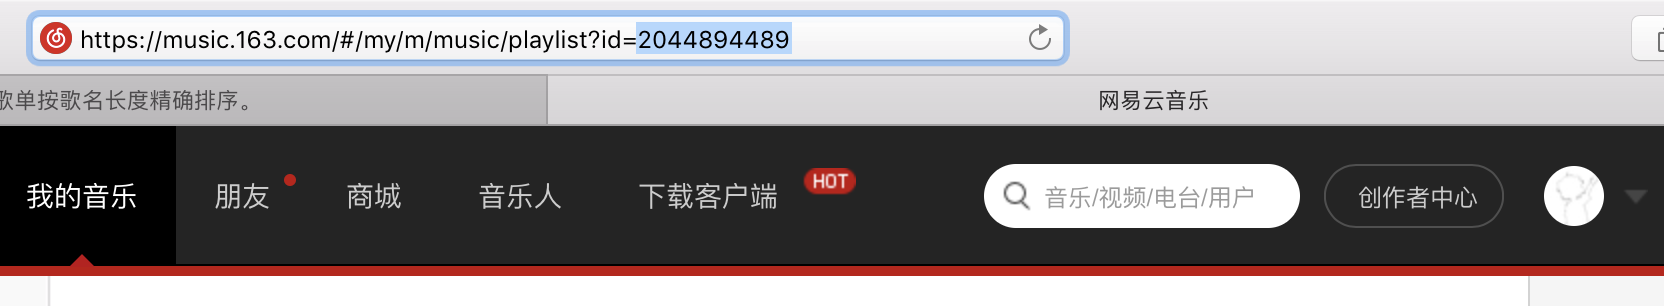 https://music.163.com/#/my/m/music/playlist?id=2044894489
歌单按歌名长度精确排序。 网易云音乐
我的音乐 朋友 商城 音乐人 下载客户端 HOT 音乐/视频/电台/用户 创作者中心